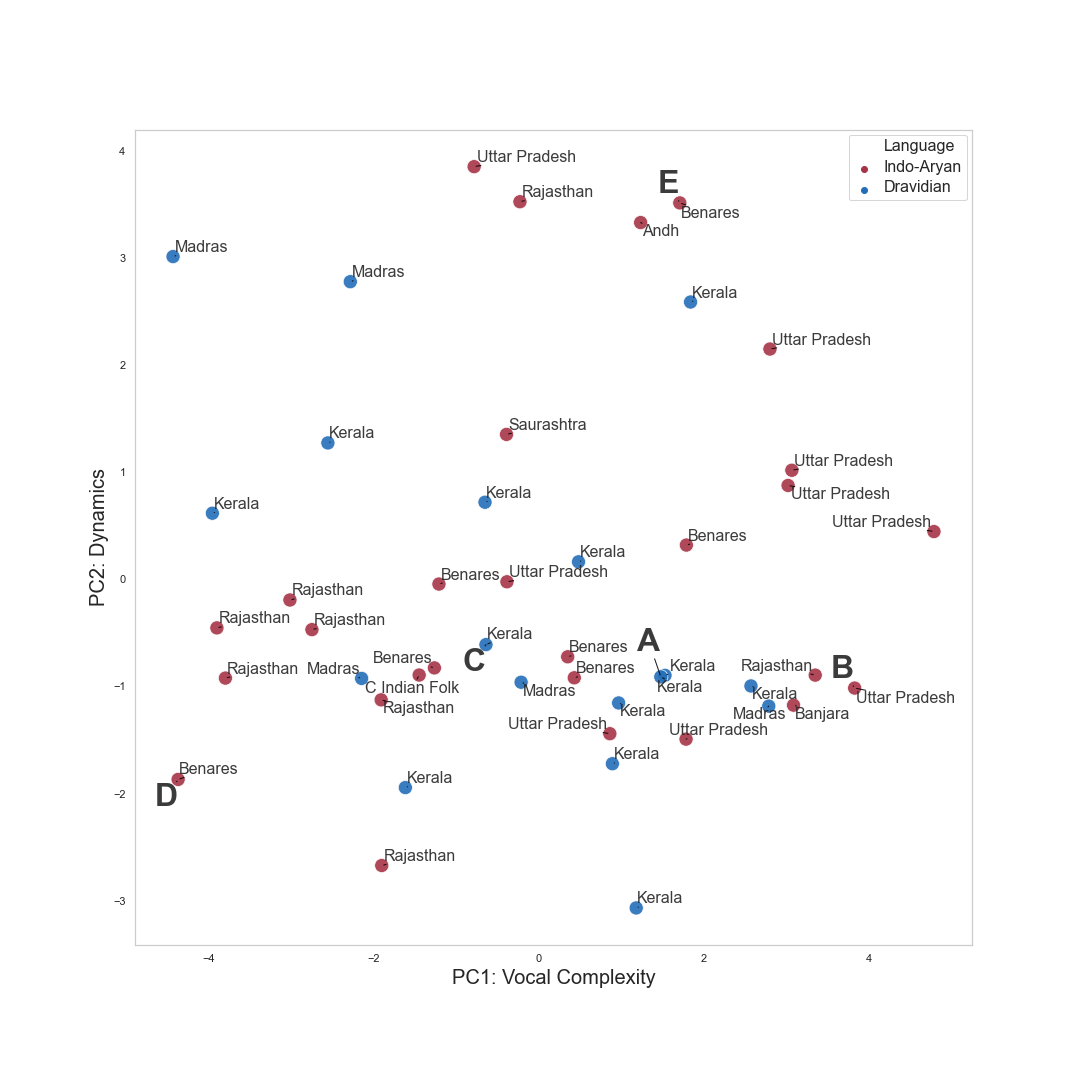 Language
Indo-Aryan
Dravidian
4
3
2
1
0
−1
−2
−3
PC2: Dynamics
Uttar Pradesh
Rajasthan
E
Benares
Andh
Madras
Madras
Kerala
Uttar Pradesh
Kerala
Saurashtra
Uttar Pradesh
Uttar Pradesh
Uttar Pradesh
Kerala
Kerala
Benares
Kerala
Benares
Uttar Pradesh
Rajasthan
Rajasthan
Rajasthan
Kerala
A
Benares
C
Benares
B
Rajasthan
Madras
Benares
C Indian Folk
Rajasthan
Madras
Kerala
Kerala
Rajasthan
Kerala
Uttar Pradesh
Madras
Banjara
Kerala
Uttar Pradesh
Uttar Pradesh
Kerala
Benares
D
Kerala
Rajasthan
Kerala
−4
−2
0
2
4
PC1: Vocal Complexity